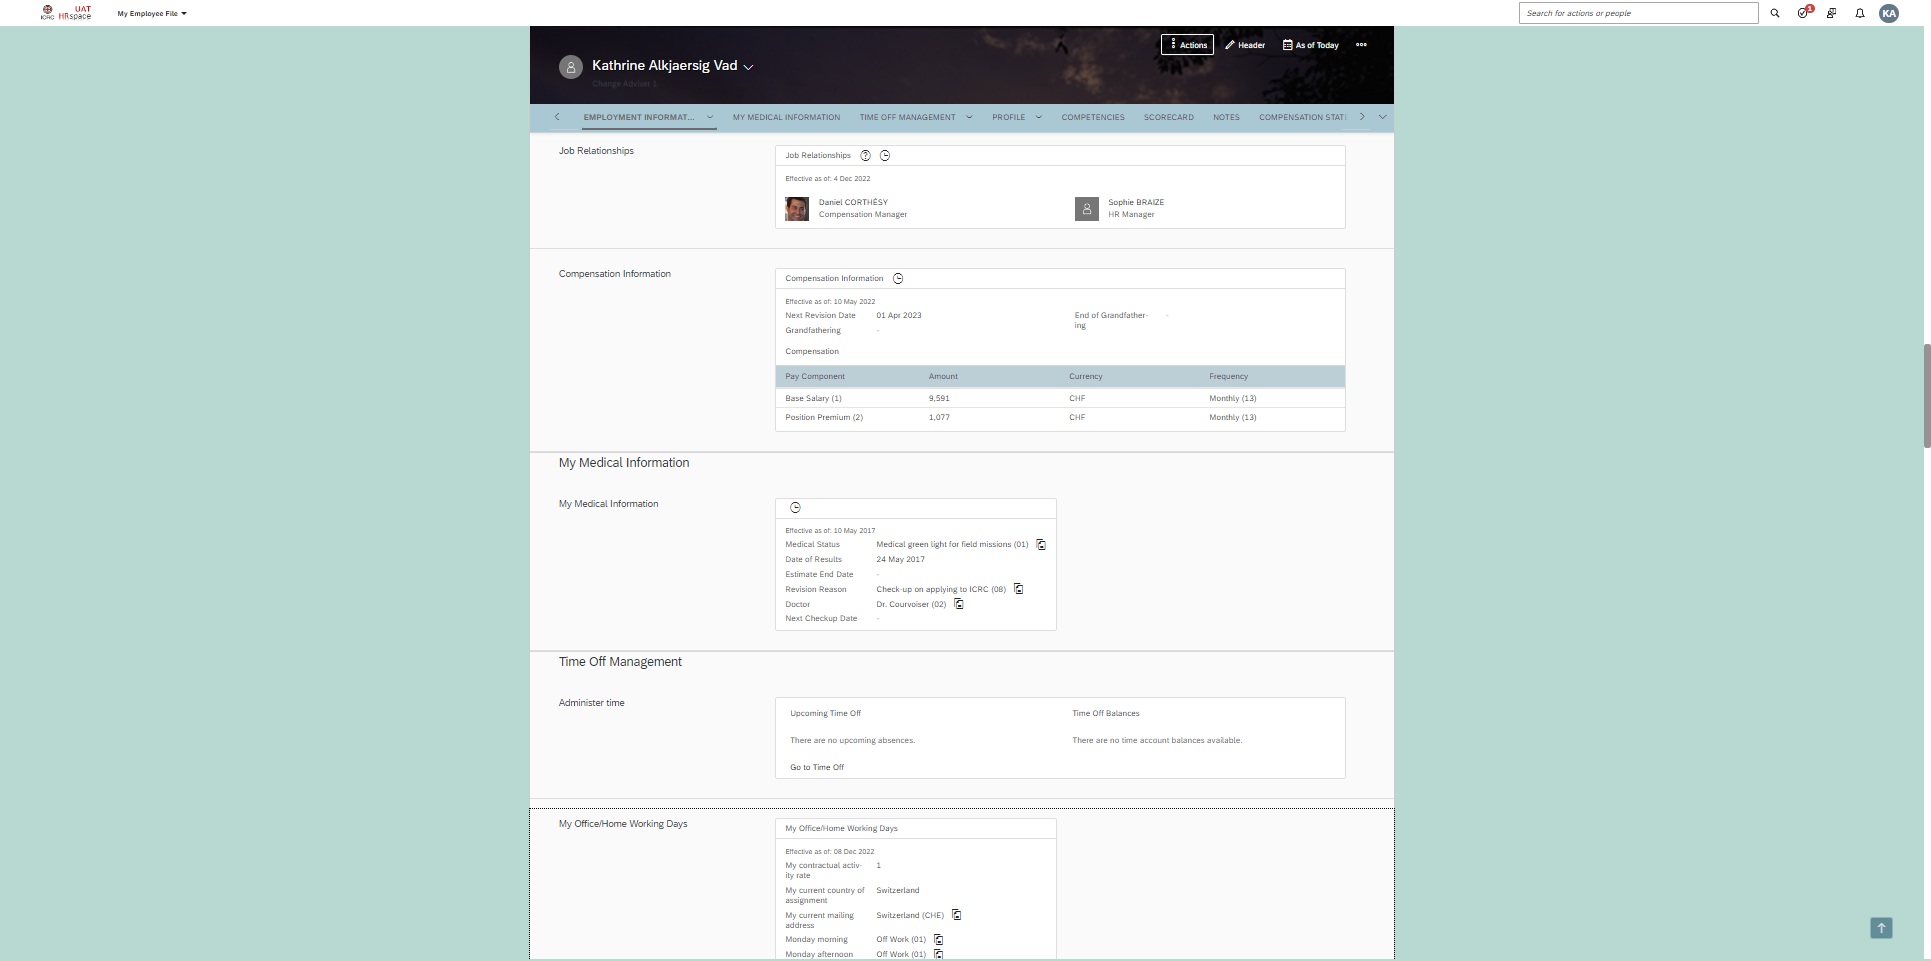 ICRC
UAT
HRspace
My Employee File
Search for actions or people
1
KA
Actions
Header
As of Today
Kathrine Alkjaersig Vad
Change Adviser 1
EMPLOYMENT INFORMAT...
MY MEDICAL INFORMATION
TIME OFF MANAGEMENT
PROFILE
COMPETENCIES
SCORECARD
NOTES
COMPENSATION STATE
Job Relationships
Job Relationships
Effective as of: 4 Dec 2022
Daniel CORTHÉSY
Compensation Manager
Sophie BRAIZE
HR Manager
Compensation Information
Compensation Information
Effective as of: 10 May 2022
Next Revision Date 01 Apr 2023
End of Grandfather-
ing -
Grandfathering -
Compensation
Pay Component Amount Currency Frequency
Base Salary (1) 9,591 CHF Monthly (13)
Position Premium (2) 1,077 CHF Monthly (13)
My Medical Information
My Medical Information
Effective as of: 10 May 2017
Medical Status Medical green light for field missions (01)
Date of Results 24 May 2017
Estimate End Date -
Revision Reason Check-up on applying to ICRC (08)
Doctor Dr. Courvoiser (02)
Next Checkup Date -
Time Off Management
Administer time
Upcoming Time Off
There are no upcoming absences.
Go to Time Off
Time Off Balances
There are no time account balances available.
My Office/Home Working Days
My Office/Home Working Days
Effective as of: 08 Dec 2022
My contractual activ- 1
ity rate
My current country of Switzerland
assignment
My current mailing Switzerland (CHE)
address
Monday morning Off Work (01)
Monday afternoon Off Work (01)